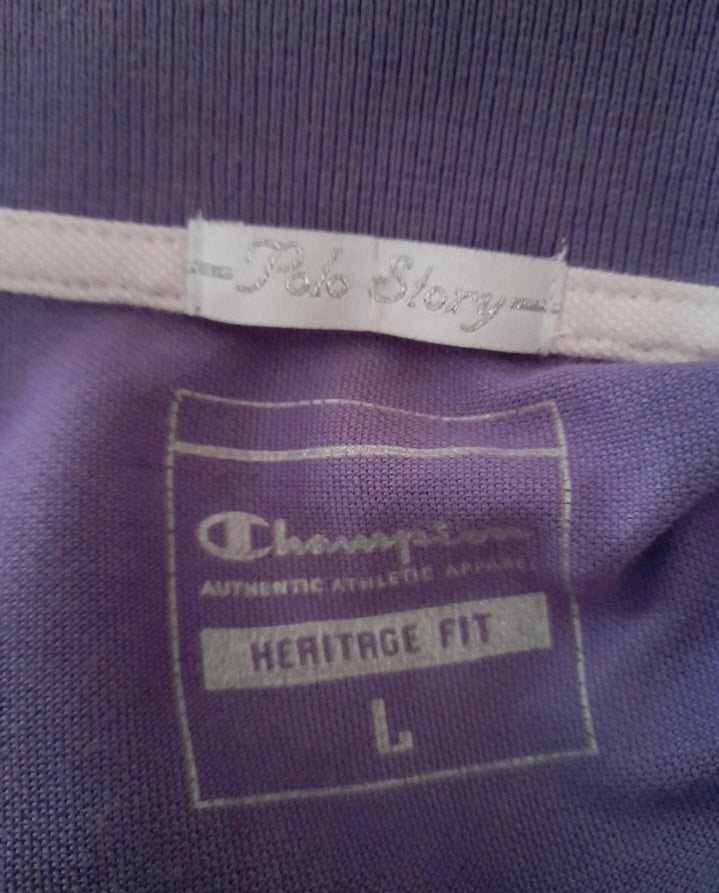 Polo Story
Champion
AUTHENTIC ATHLETIC APPAREL
HERITAGE FIT
L